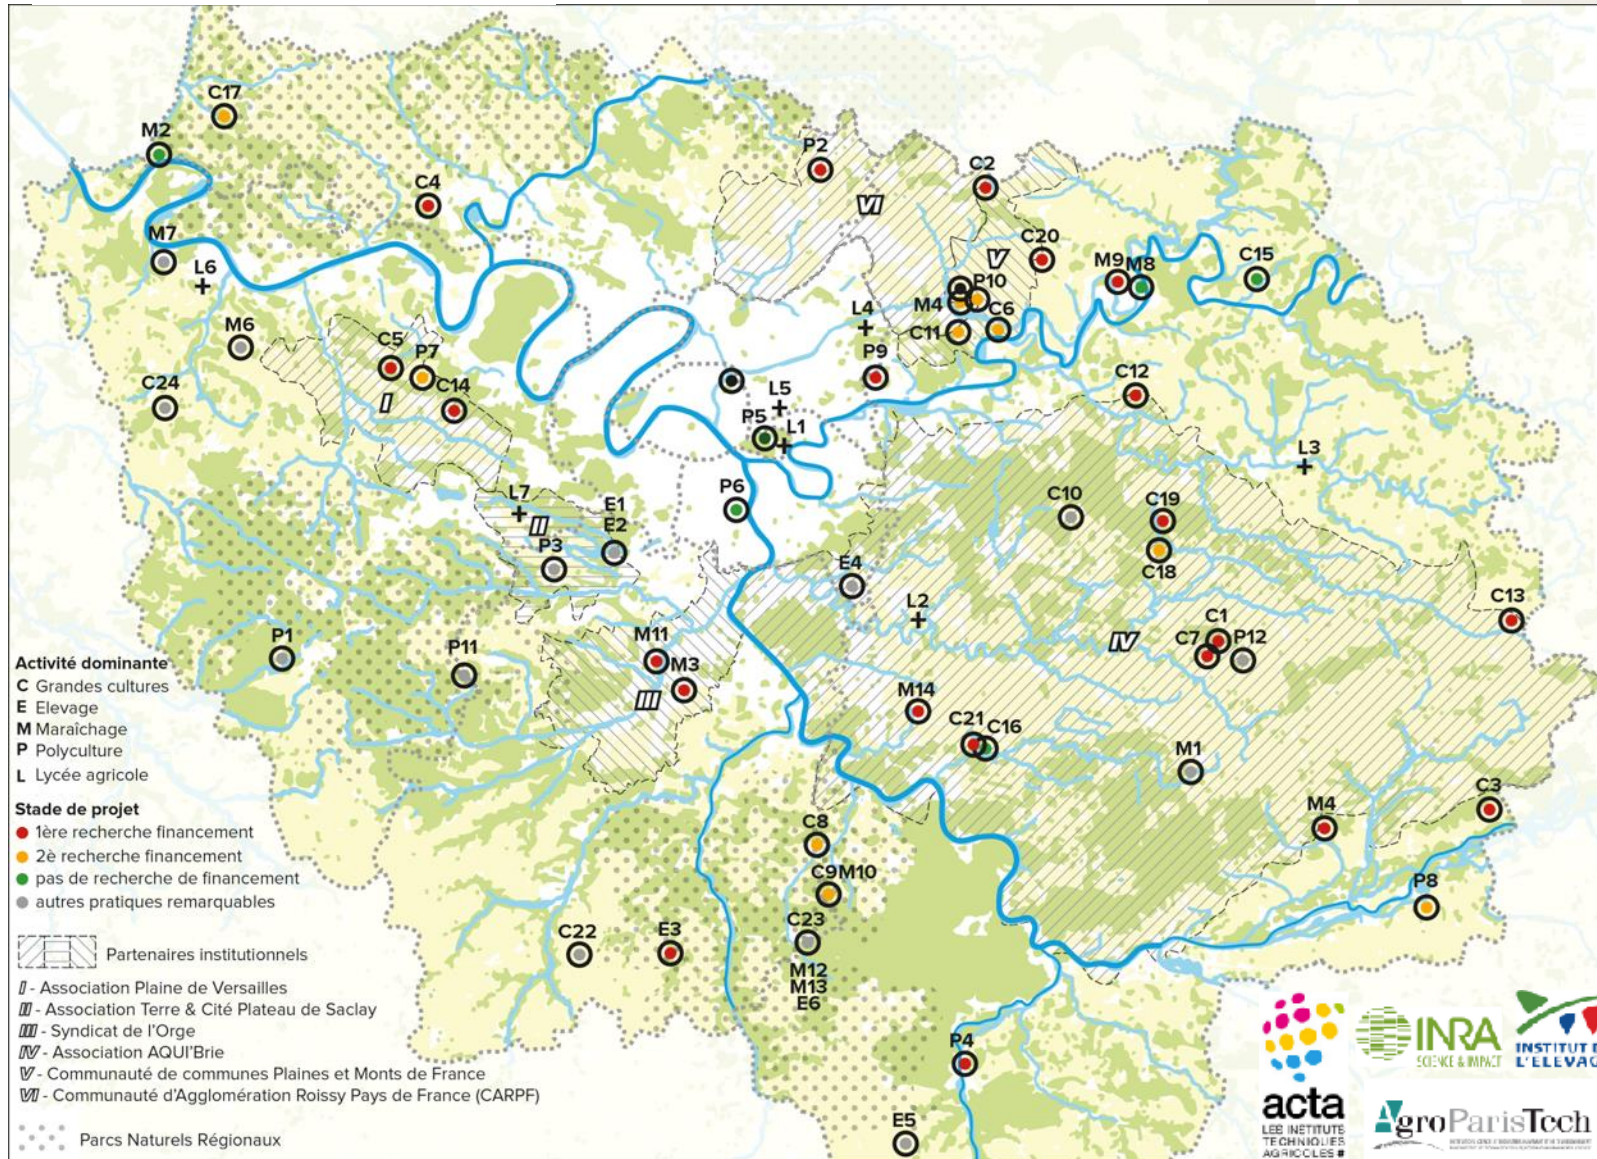 C17
M2
P2
C2
C4
M7
L6
C20
V
VI
M9
M8
C15
P10
M4
C6
L4
C11
M6
C5
P7
C14
I
P9
C24
C12
L5
P5
L1
L3
P6
C10
C19
L7
II
E1
E2
P3
C18
E4
L2
C13
C1
C7
P12
IV
P1
P11
M11
M3
III
M14
C21
C16
M1
C3
M4
C8
P8
C9
M10
C22
E3
C23
M12
M13
E6
P4
E5
Activité dominante
C Grandes cultures
E Elevage
M Maraîchage
P Polyculture
L Lycée agricole
Stade de projet
1ère recherche financement
2è recherche financement
pas de recherche de financement
autres pratiques remarquables
Partenaires institutionnels
I - Association Plaine de Versailles
II - Association Terre & Cité Plateau de Saclay
III - Syndicat de l'Orge
IV - Association AQUI'Brie
V - Communauté de communes Plaines et Monts de France
VI - Communauté d'Agglomération Roissy Pays de France (CARPF)
Parcs Naturels Régionaux
acta
LES INSTITUTS
TECHNIQUES
AGRICOLES #
INRA
SCIENCE & IMPACT
INSTITUT D
L'ELEVAG
AgroParisTech